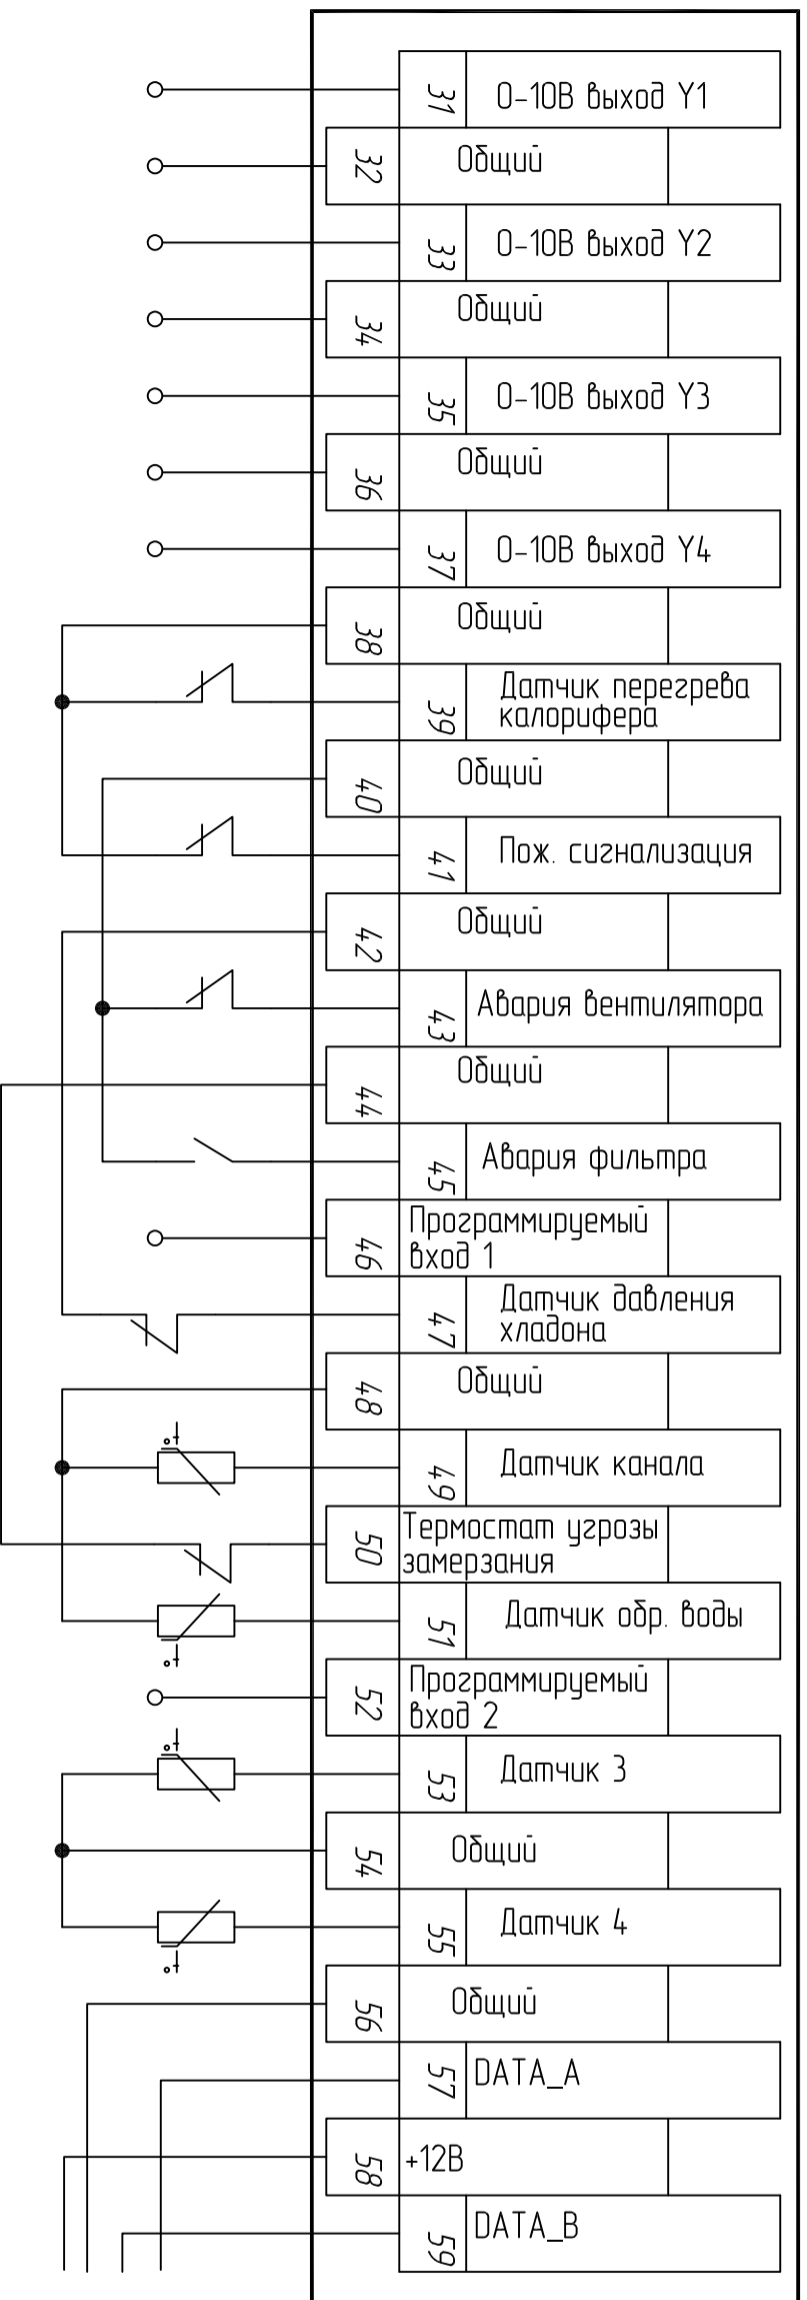 31 0-10В выход Y1
32 Общий
33 0-10В выход Y2
34 Общий
35 0-10В выход Y3
36 Общий
37 0-10В выход Y4
38 Общий
39 Датчик перегрева
калорифера
40 Общий
41 Пож. сигнализация
42 Общий
43 Авария вентилятора
44 Общий
45 Авария фильтра
46 Программируемый
вход 1
47 Датчик давления
хладона
48 Общий
t°
49 Датчик канала
50 Термостат угрозы
замерзания
51 Датчик обр. воды
t°
52 Программируемый
вход 2
t°
53 Датчик 3
54 Общий
55 Датчик 4
t°
56 Общий
57 DATA_A
58 +12В
59 DATA_B